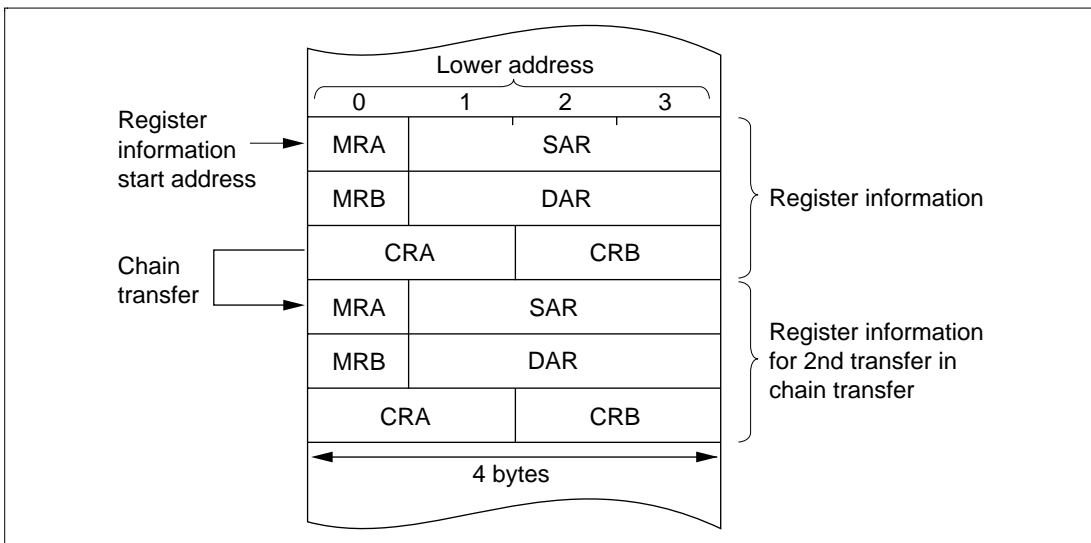 Lower address
0 1 2 3
Register
information
start address
MRA SAR
MRB DAR
CRA CRB
Register information
Chain
transfer
MRA SAR
MRB DAR
CRA CRB
Register information
for 2nd transfer in
chain transfer
4 bytes